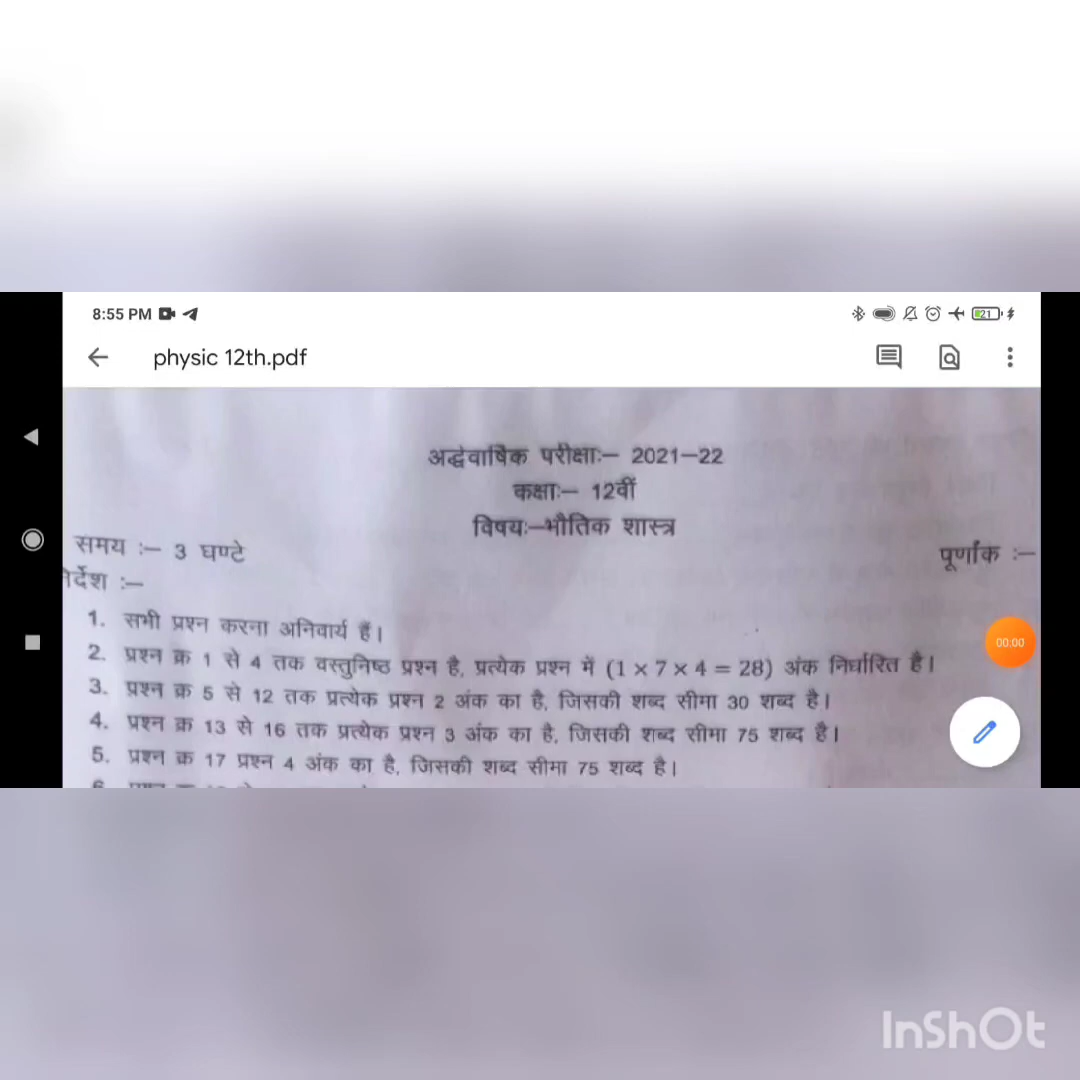 8:55 PM
21
physic 12th.pdf
अर्द्धवार्षिक परीक्षाः– 2021–22
कक्षाः– 12वीं
विषयः–भौतिक शास्त्र
समय :– 3 घण्टे
पूर्णांक :–
निर्देश :–
1. सभी प्रश्न करना अनिवार्य हैं।
2. प्रश्न क्र 1 से 4 तक वस्तुनिष्ठ प्रश्न है, प्रत्येक प्रश्न में (1 x 7 x 4 = 28) अंक निर्धारित है।
3. प्रश्न क्र 5 से 12 तक प्रत्येक प्रश्न 2 अंक का है, जिसकी शब्द सीमा 30 शब्द है।
00:00
4. प्रश्न क्र 13 से 16 तक प्रत्येक प्रश्न 3 अंक का है, जिसकी शब्द सीमा 75 शब्द है।
5. प्रश्न क्र 17 प्रश्न 4 अंक का है, जिसकी शब्द सीमा 75 शब्द है।
InShOt